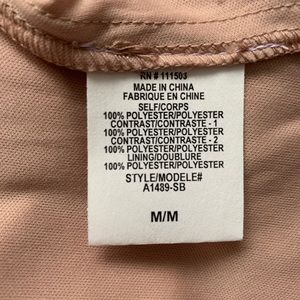 RN # 111503
MADE IN CHINA
FABRIQUE EN CHINE
SELF/CORPS
100% POLYESTER/POLYESTER
CONTRAST/CONTRASTE - 1
100% POLYESTER/POLYESTER
CONTRAST/CONTRASTE - 2
100% POLYESTER/POLYESTER
LINING/DOUBLURE
100% POLYESTER/POLYESTER
STYLE/MODELE#
A1489-SB
M/M